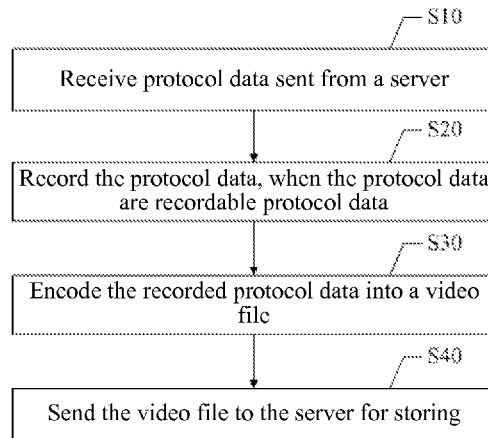 S10
Receive protocol data sent from a server
S20
Record the protocol data, when the protocol data
are recordable protocol data
S30
Encode the recorded protocol data into a video
file
S40
Send the video file to the server for storing